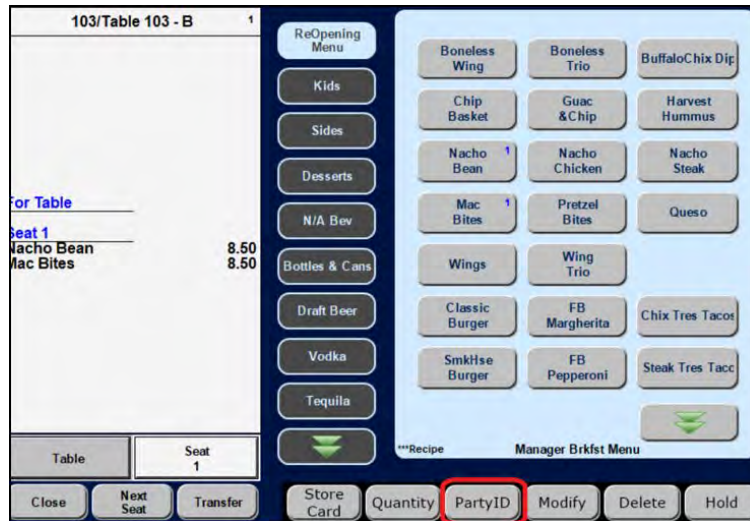 103/Table 103 - B 1
For Table
Seat 1
Nacho Bean 8.50
Mac Bites 8.50
Table
Seat
1
Close
Next
Seat
Transfer
ReOpening
Menu
Kids
Sides
Desserts
N/A Bev
Bottles & Cans
Draft Beer
Vodka
Tequila
Boneless
Wing
Boneless
Trio
BuffaloChix Dip
Chip
Basket
Guac
&Chip
Harvest
Hummus
Nacho 1
Bean
Nacho
Chicken
Nacho
Steak
Mac 1
Bites
Pretzel
Bites
Queso
Wings
Wing
Trio
Classic
Burger
FB
Margherita
Chix Tres Tacos
SmkHse
Burger
FB
Pepperoni
Steak Tres Tacc
***Recipe
Manager Brkfst Menu
Store
Card
Quantity
PartyID
Modify
Delete
Hold